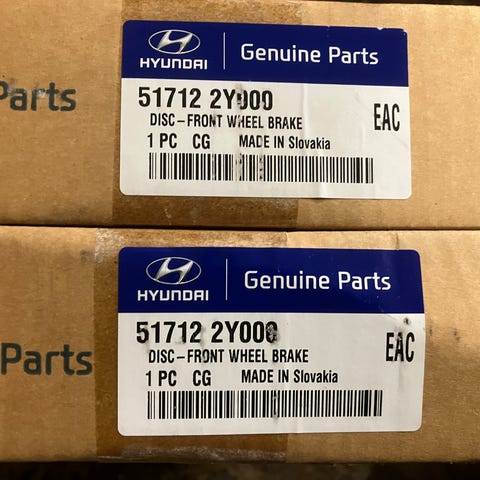 Parts
HYUNDAI
Genuine Parts
51712 2Y000
DISC-FRONT WHEEL BRAKE
EAC
1 PC CG MADE IN Slovakia
Parts
HYUNDAI
Genuine Parts
51712 2Y000
DISC-FRONT WHEEL BRAKE
EAC
1 PC CG MADE IN Slovakia